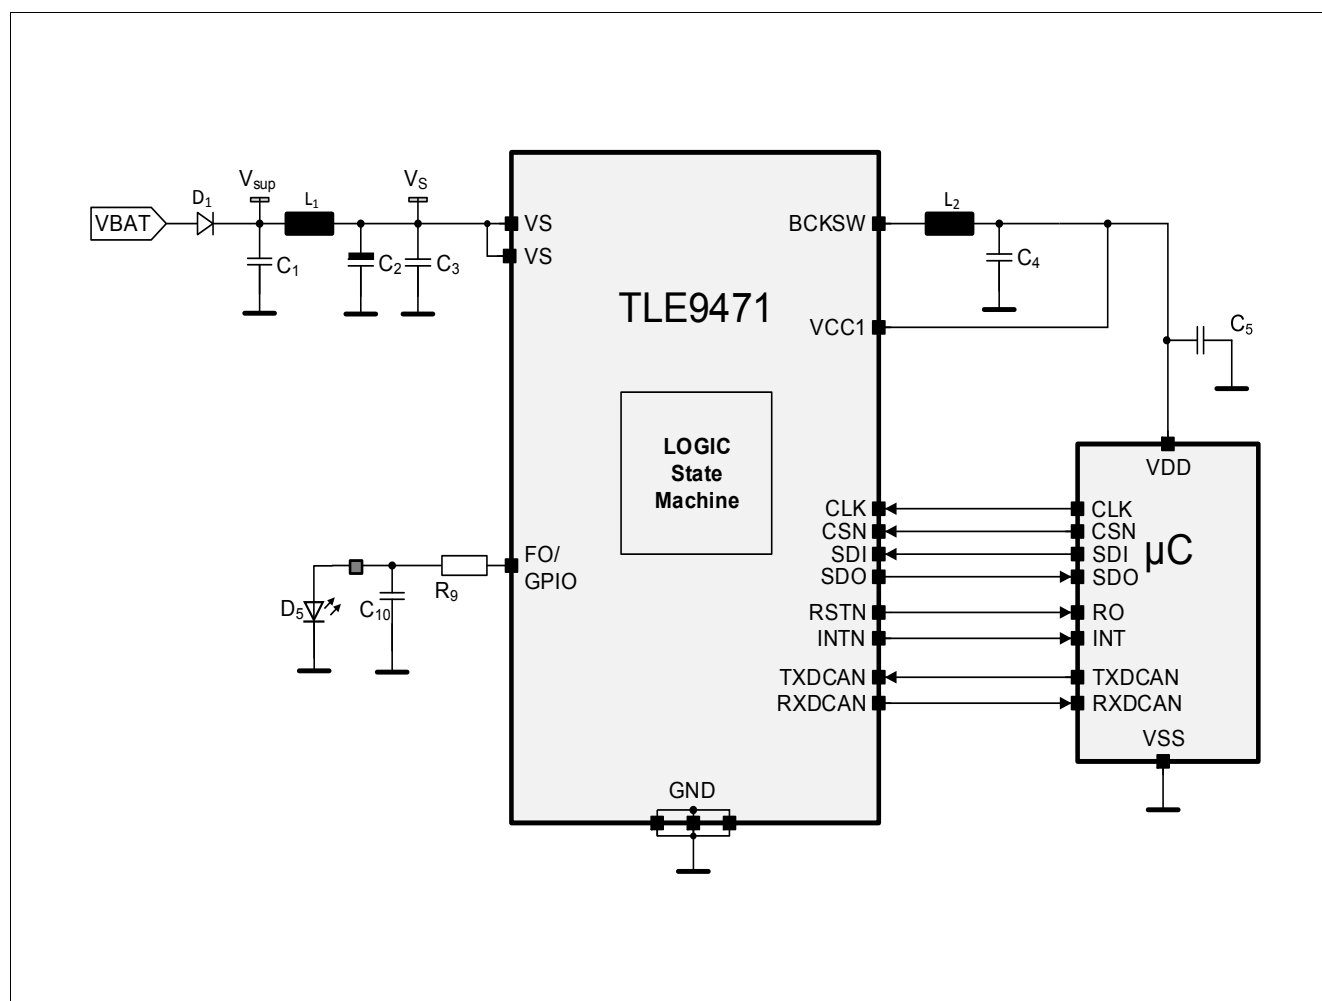 VBAT
D1
Vsup
L1
VS
C1
C2
C3
VS
VS
TLE9471
BCKSW
L2
C4
VCC1
C5
LOGIC
State
Machine
VDD
CLK
CSN
SDI
SDO
RSTN
INTN
TXDCAN
RXDCAN
CLK
CSN
SDI
SDO
µC
RO
INT
TXDCAN
RXDCAN
VSS
FO/
GPIO
R9
D5
C10
GND